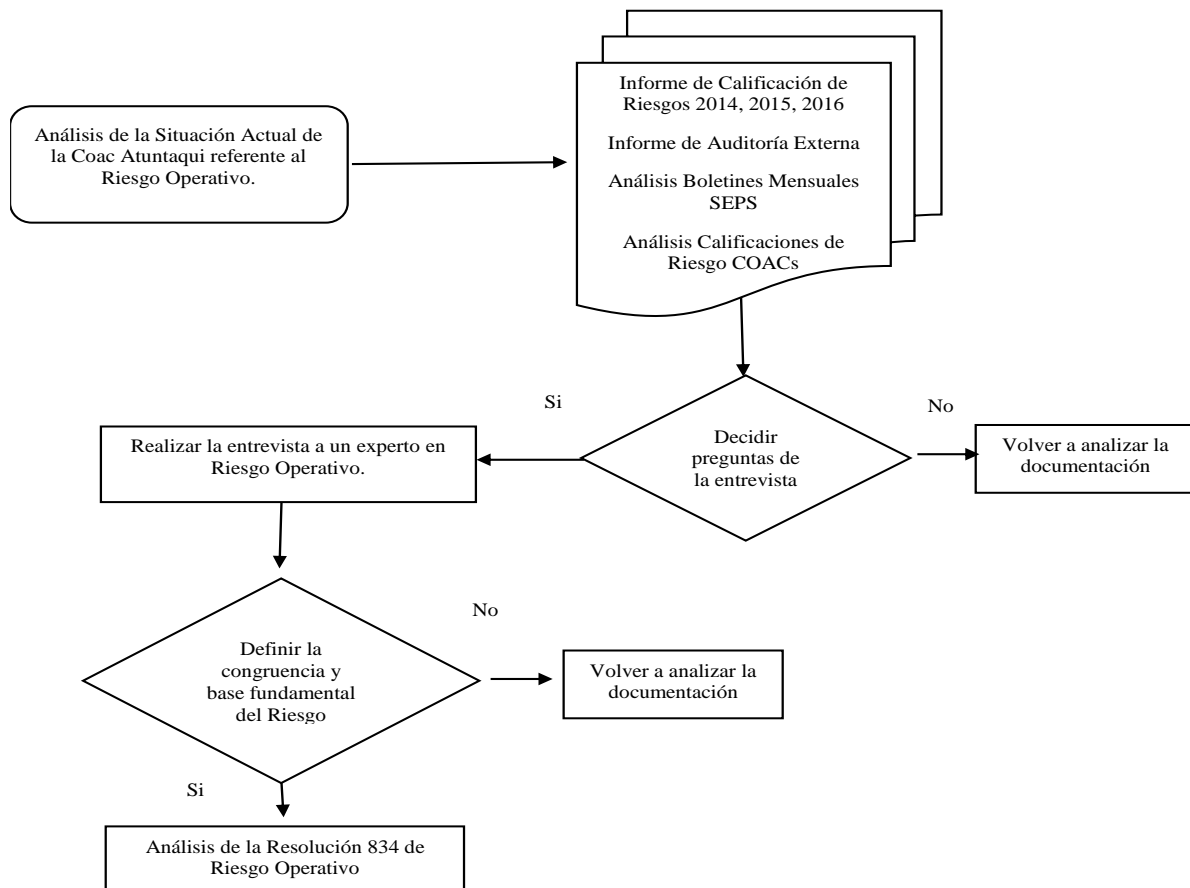 Análisis de la Situación Actual de
la Coac Atuntaqui referente al
Riesgo Operativo.
Informe de Calificación de
Riesgos 2014, 2015, 2016
Informe de Auditoría Externa
Análisis Boletines Mensuales
SEPS
Análisis Calificaciones de
Riesgo COACs
Si
No
Decidir
preguntas de
la entrevista
Realizar la entrevista a un experto en
Riesgo Operativo.
Volver a analizar la
documentación
No
Definir la
congruencia y
base fundamental
del Riesgo
Volver a analizar la
documentación
Si
Análisis de la Resolución 834 de
Riesgo Operativo